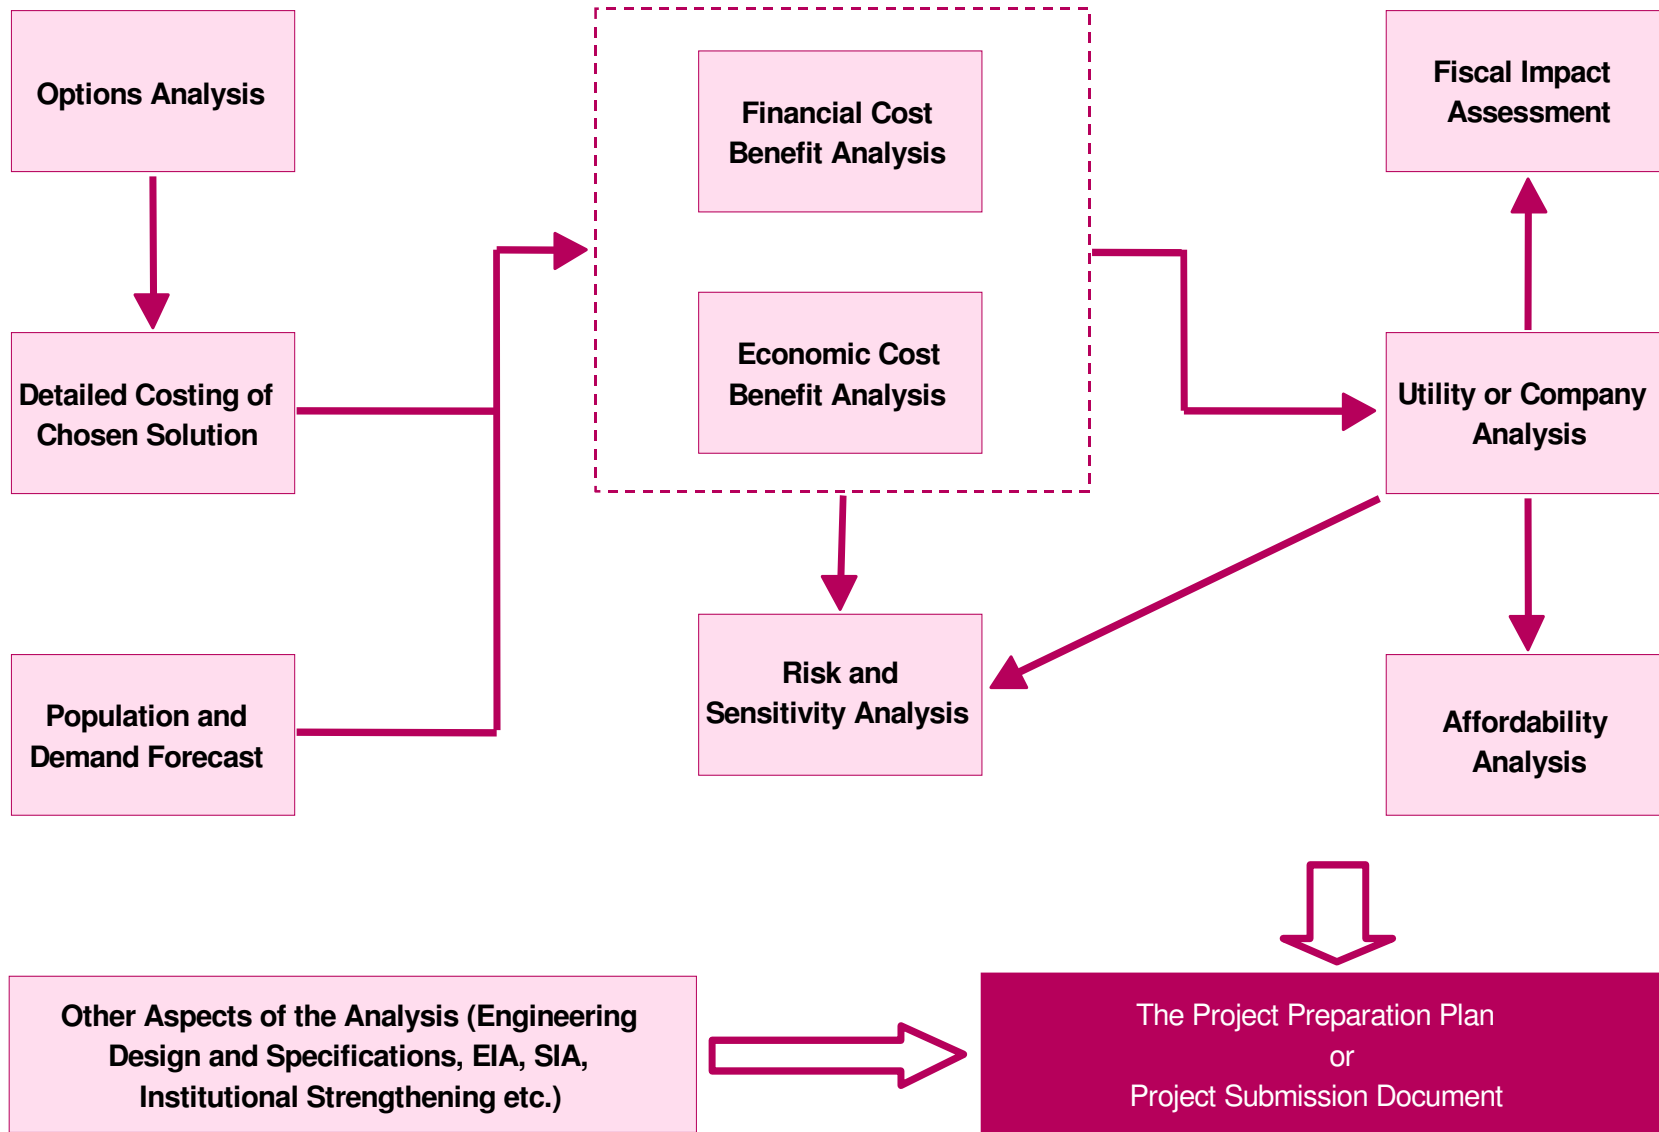 Options Analysis
Financial Cost
Benefit Analysis
Fiscal Impact
Assessment
Detailed Costing of
Chosen Solution
Economic Cost
Benefit Analysis
Utility or Company
Analysis
Population and
Demand Forecast
Risk and
Sensitivity Analysis
Affordability
Analysis
Other Aspects of the Analysis (Engineering
Design and Specifications, EIA, SIA,
Institutional Strengthening etc.)
The Project Preparation Plan
or
Project Submission Document